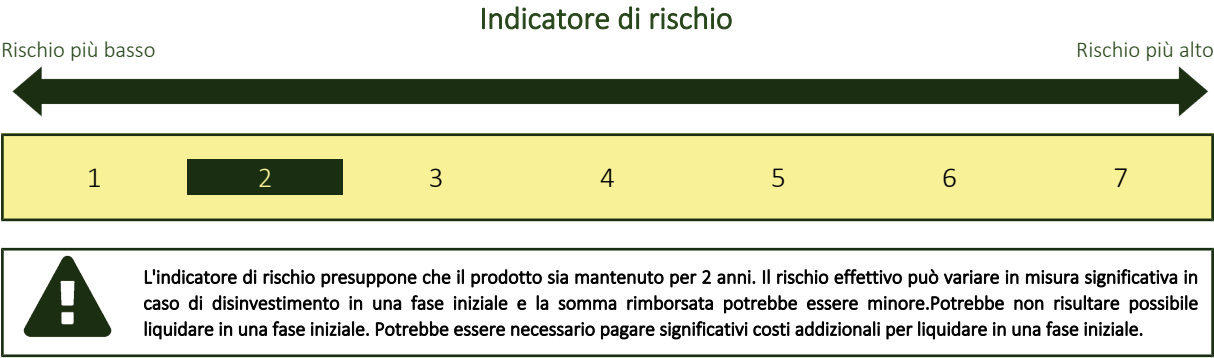 Indicatore di rischio
Rischio più basso
Rischio più alto
1 2 3 4 5 6 7
L'indicatore di rischio presuppone che il prodotto sia mantenuto per 2 anni. Il rischio effettivo può variare in misura significativa in
caso di disinvestimento in una fase iniziale e la somma rimborsata potrebbe essere minore.Potrebbe non risultare possibile
liquidare in una fase iniziale. Potrebbe essere necessario pagare significativi costi addizionali per liquidare in una fase iniziale.